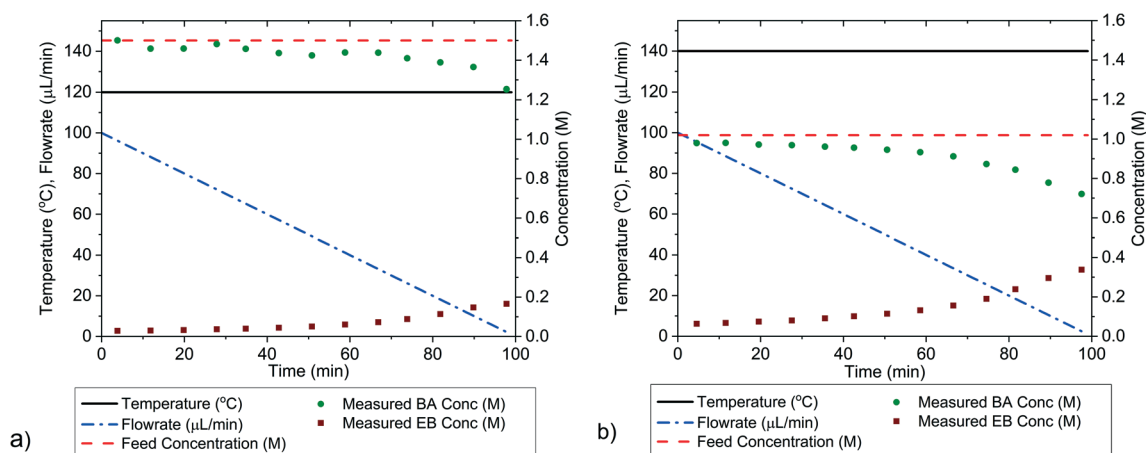 160
140
120
100
80
60
40
20
0
Temperature (°C), Flowrate (μL/min)
0 20 40 60 80 100
Time (min)
1.6
1.4
1.2
1.0
0.8
0.6
0.4
0.2
0.0
Concentration (M)
Temperature (°C)
Flowrate (μL/min)
Feed Concentration (M)
Measured BA Conc (M)
Measured EB Conc (M)
a)
140
120
100
80
60
40
20
0
Temperature (°C), Flowrate (μL/min)
0 20 40 60 80 100
Time (min)
1.6
1.4
1.2
1.0
0.8
0.6
0.4
0.2
0.0
Concentration (M)
Temperature (°C)
Flowrate (μL/min)
Feed Concentration (M)
Measured BA Conc (M)
Measured EB Conc (M)
b)